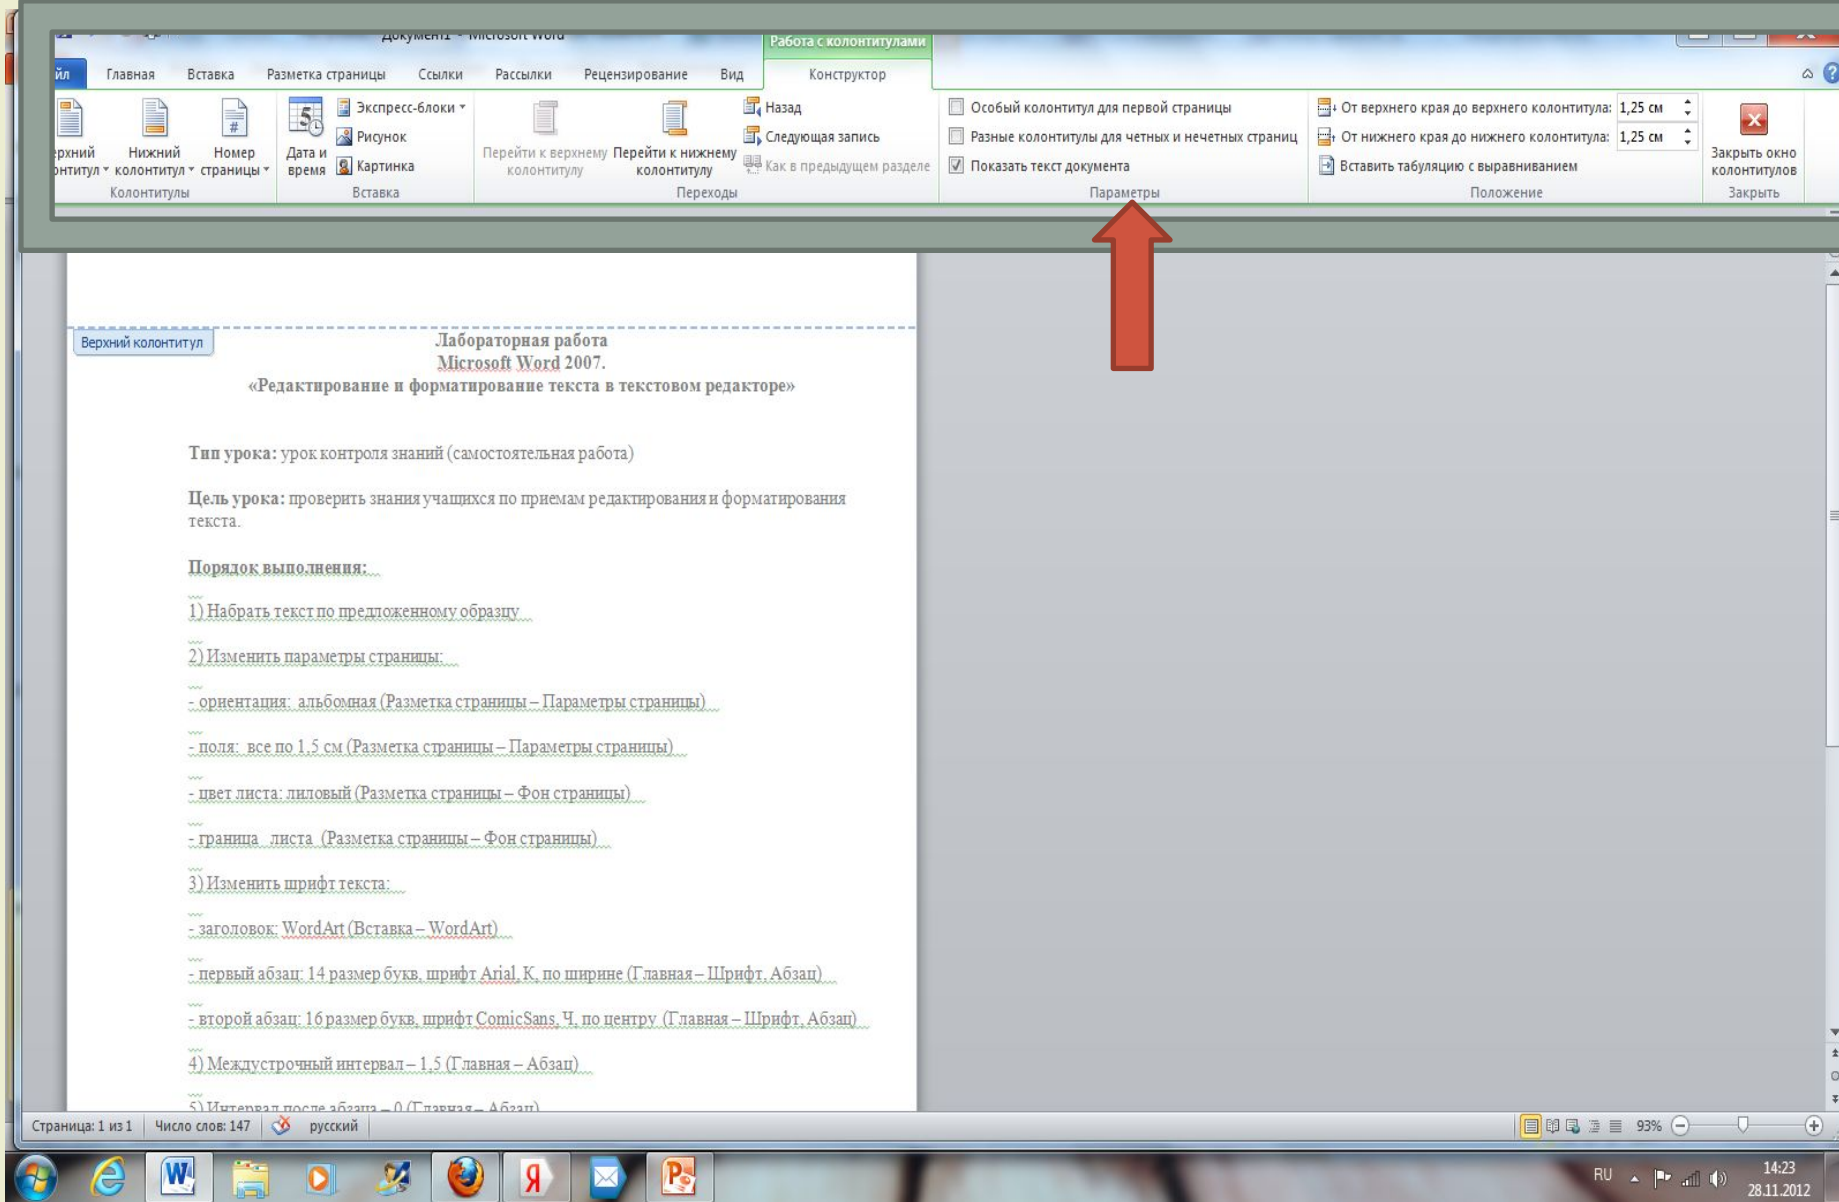 Документ1 - Microsoft Word
Работа с колонтитулами
Главная Вставка Разметка страницы Ссылки Рассылки Рецензирование Вид Конструктор
Нижний колонтитул
Номер страницы
Колонтитулы
Дата и время
Экспресс-блоки
Рисунок
Картинка
Вставка
Перейти к верхнему колонтитулу
Перейти к нижнему колонтитулу
Назад
Следующая запись
Как в предыдущем разделе
Переходы
Особый колонтитул для первой страницы
Разные колонтитулы для четных и нечетных страниц
Показать текст документа
Параметры
От верхнего края до верхнего колонтитула: 1,25 см
От нижнего края до нижнего колонтитула: 1,25 см
Вставить табуляцию с выравниванием
Положение
Закрыть окно колонтитулов
Закрыть
Верхний колонтитул
Лабораторная работа
Microsoft Word 2007.
«Редактирование и форматирование текста в текстовом редакторе»
Тип урока: урок контроля знаний (самостоятельная работа)
Цель урока: проверить знания учащихся по приемам редактирования и форматирования
текста.
Порядок выполнения:
1) Набрать текст по предложенному образцу
2) Изменить параметры страницы:
- ориентация: альбомная (Разметка страницы – Параметры страницы)
- поля: все по 1,5 см (Разметка страницы – Параметры страницы)
- цвет листа: лиловый (Разметка страницы – Фон страницы)
- граница листа (Разметка страницы – Фон страницы)
3) Изменить шрифт текста:
- заголовок: WordArt (Вставка – WordArt)
- первый абзац: 14 размер букв, шрифт Arial, К, по ширине (Главная – Шрифт, Абзац)
- второй абзац: 16 размер букв, шрифт ComicSans, Ч, по центру (Главная – Шрифт, Абзац)
4) Междустрочный интервал – 1,5 (Главная – Абзац)
5) Интервал после абзаца – 0 (Главная – Абзац)
Страница: 1 из 1 Число слов: 147 русский 93%
RU 14:23
28.11.2012